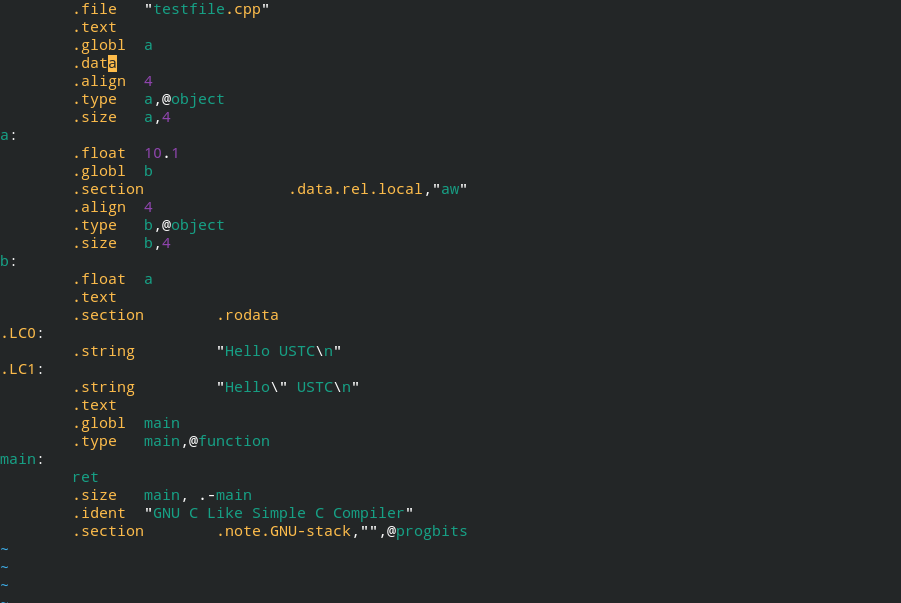 .file "testfile.cpp"
.text
.globl a
.data
.align 4
.type a,@object
.size a,4
a:
.float 10.1
.globl b
.section .data.rel.local,"aw"
.align 4
.type b,@object
.size b,4
b:
.float a
.text
.section .rodata
.LC0:
.string "Hello USTC\n"
.LC1:
.string "Hello\" USTC\n"
.text
.globl main
.type main,@function
main:
ret
.size main, .-main
.ident "GNU C Like Simple C Compiler"
.section .note.GNU-stack,"",@progbits
~
~
~
~